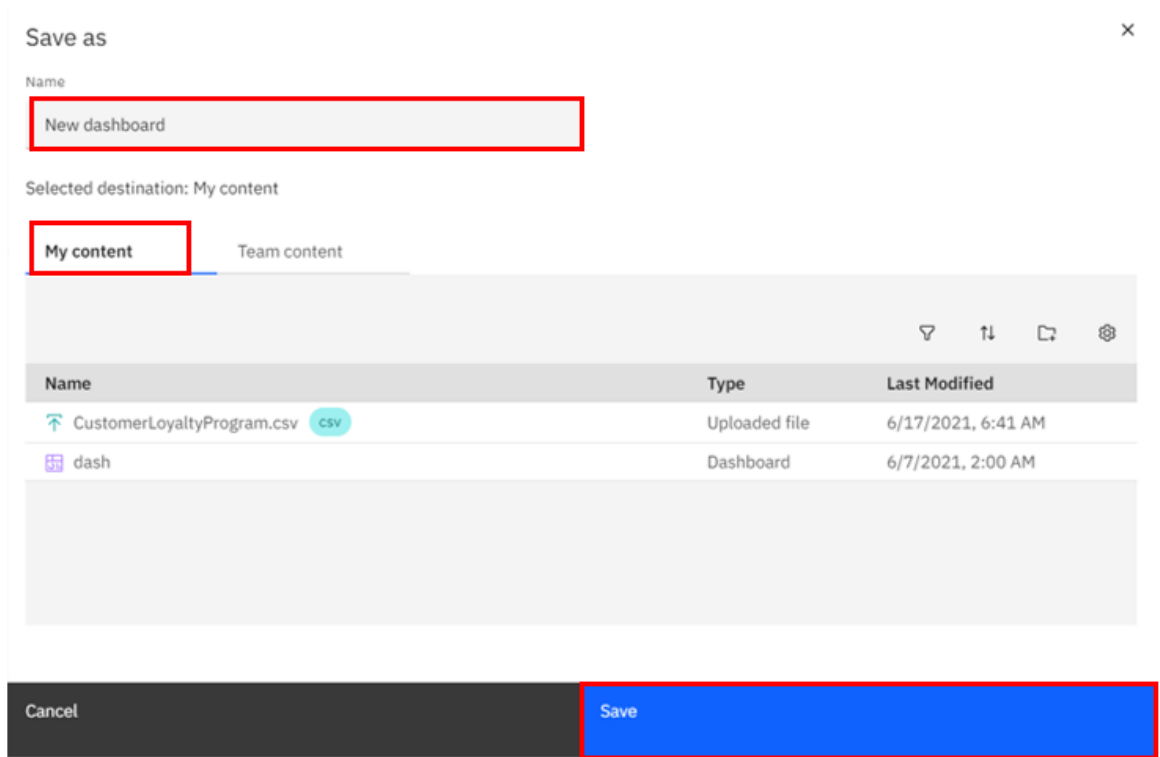 Save as
Name
New dashboard
Selected destination: My content
My content Team content
Name Type Last Modified
CustomerLoyaltyProgram.csv csv Uploaded file 6/17/2021, 6:41 AM
dash Dashboard 6/7/2021, 2:00 AM
Cancel Save